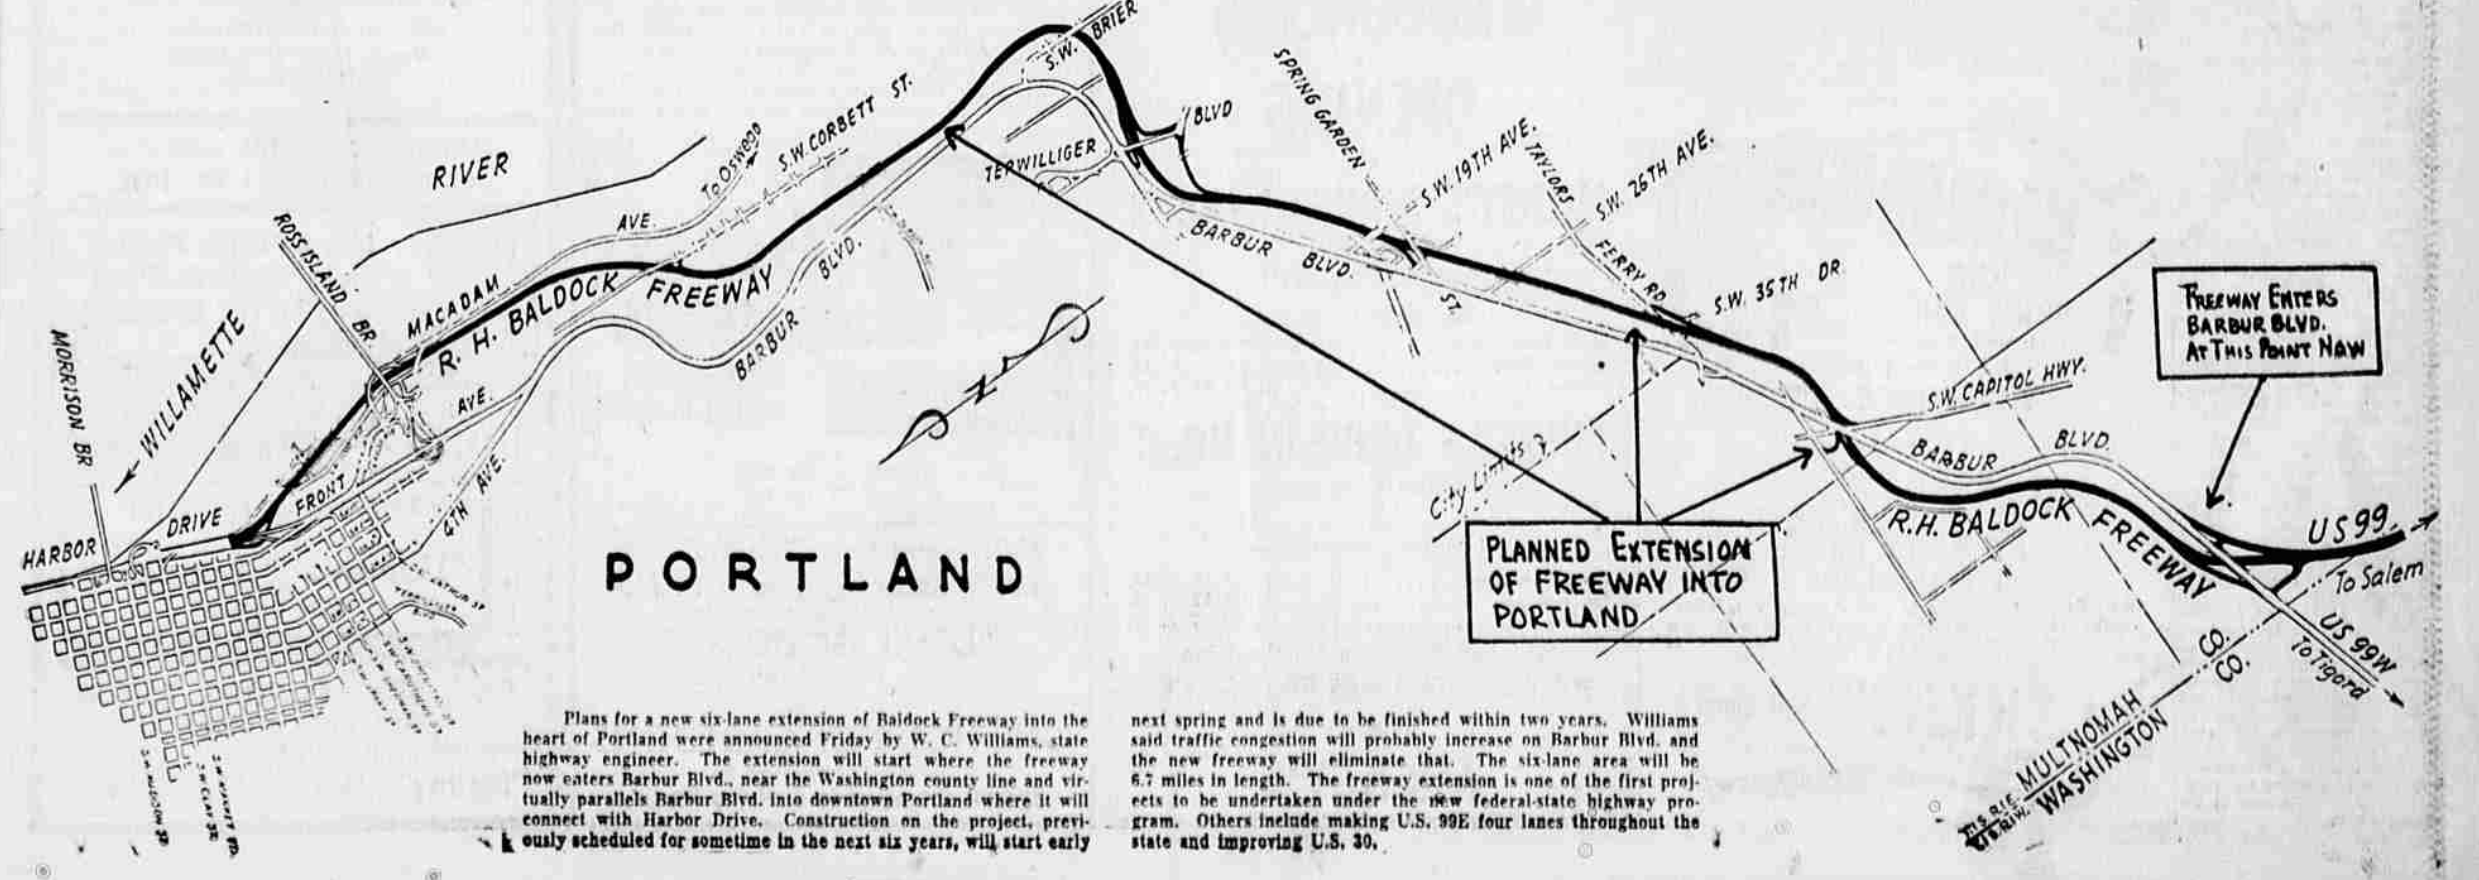 S.W. BRIER
SPRING GARDEN
RIVER
To Oswego
S.W. CORBETT ST.
BLVD
TERWILLIGER
S.W. 19TH AVE.
TAYLORS
S.W. 26TH AVE.
ROSS ISLAND
BR
AVE.
MACADAM
R. H. BALDOCK FREEWAY
BLVD.
BARBUR
BARBUR BLVD.
FERRY RD
ST.
S.W. 35TH DR.
FREEWAY ENTERS
BARBUR BLVD.
AT THIS POINT NOW
MORRISON BR
WILLAMETTE
N
S.W. CAPITOL HWY.
AVE.
FRONT
4TH AVE.
City Limits
BARBUR BLVD.
HARBOR DRIVE
R.H. BALDOCK FREEWAY
US 99.
To Salem
PORTLAND
PLANNED EXTENSION
OF FREEWAY INTO
PORTLAND
US 99W
To Tigard
MULTNOMAH
WASHINGTON
S.W. MADISON ST.
S.W. CLAY ST.
S.W. MARKET
Plans for a new six-lane extension of Baldock Freeway into the
heart of Portland were announced Friday by W. C. Williams, state
highway engineer. The extension will start where the freeway
now enters Barbur Blvd., near the Washington county line and vir-
tually parallels Barbur Blvd. into downtown Portland where it will
connect with Harbor Drive. Construction on the project, previ-
ously scheduled for sometime in the next six years, will start early
next spring and is due to be finished within two years. Williams
said traffic congestion will probably increase on Barbur Blvd. and
the new freeway will eliminate that. The six-lane area will be
6.7 miles in length. The freeway extension is one of the first proj-
ects to be undertaken under the new federal-state highway pro-
gram. Others include making U.S. 99E four lanes throughout the
state and improving U.S. 30.